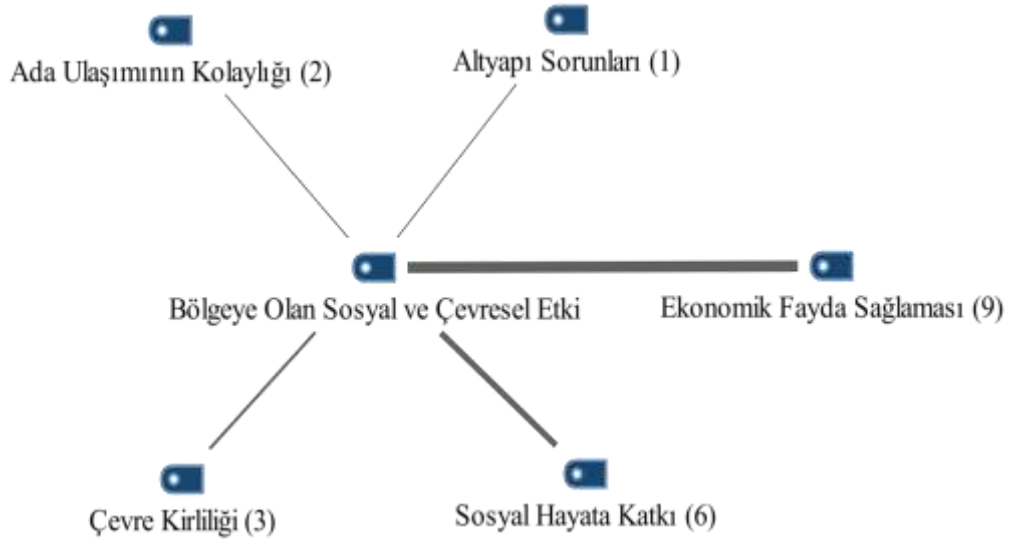 Ada Ulaşımının Kolaylığı (2)
Altyapı Sorunları (1)
Bölgeye Olan Sosyal ve Çevresel Etki
Ekonomik Fayda Sağlaması (9)
Çevre Kirliliği (3)
Sosyal Hayata Katkı (6)